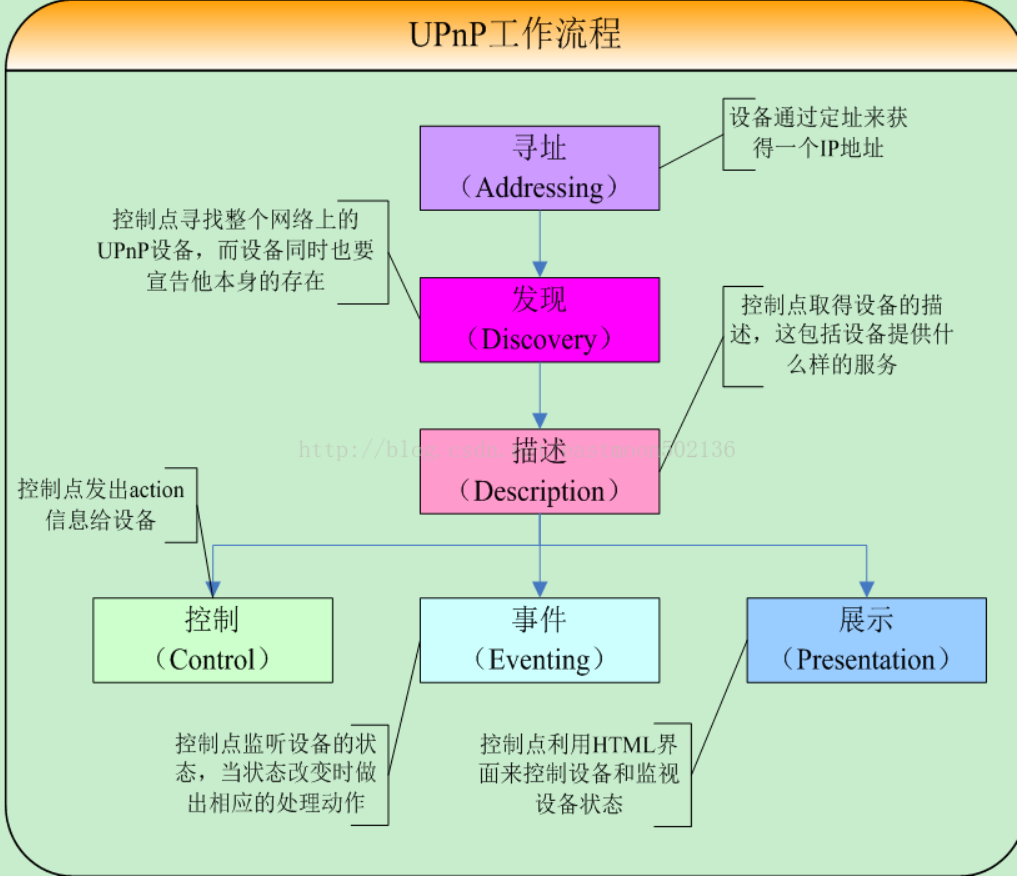 UPnP工作流程
寻址
（Addressing）
设备通过定址来获
得一个IP地址
控制点寻找整个网络上的
UPnP设备，而设备同时也要
宣告他本身的存在
发现
（Discovery）
控制点取得设备的描
述，这包括设备提供什
么样的服务
描述
（Description）
控制点发出action
信息给设备
控制
（Control）
事件
（Eventing）
展示
（Presentation）
控制点监听设备的状
态，当状态改变时做
出相应的处理动作
控制点利用HTML界
面来控制设备和监视
设备状态